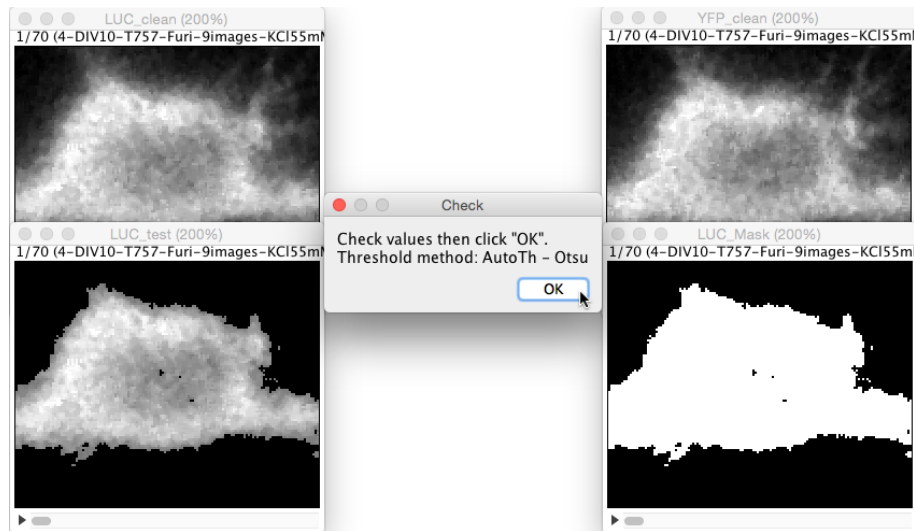 LUC_clean (200%)
1/70 (4-DIV10-T757-Furi-9images-KCl55mM
YFP_clean (200%)
1/70 (4-DIV10-T757-Furi-9images-KCl55m
Check
Check values then click "OK".
Threshold method: AutoTh - Otsu
OK
LUC_test (200%)
1/70 (4-DIV10-T757-Furi-9images-KCl55mM
LUC_Mask (200%)
1/70 (4-DIV10-T757-Furi-9images-KCl55m